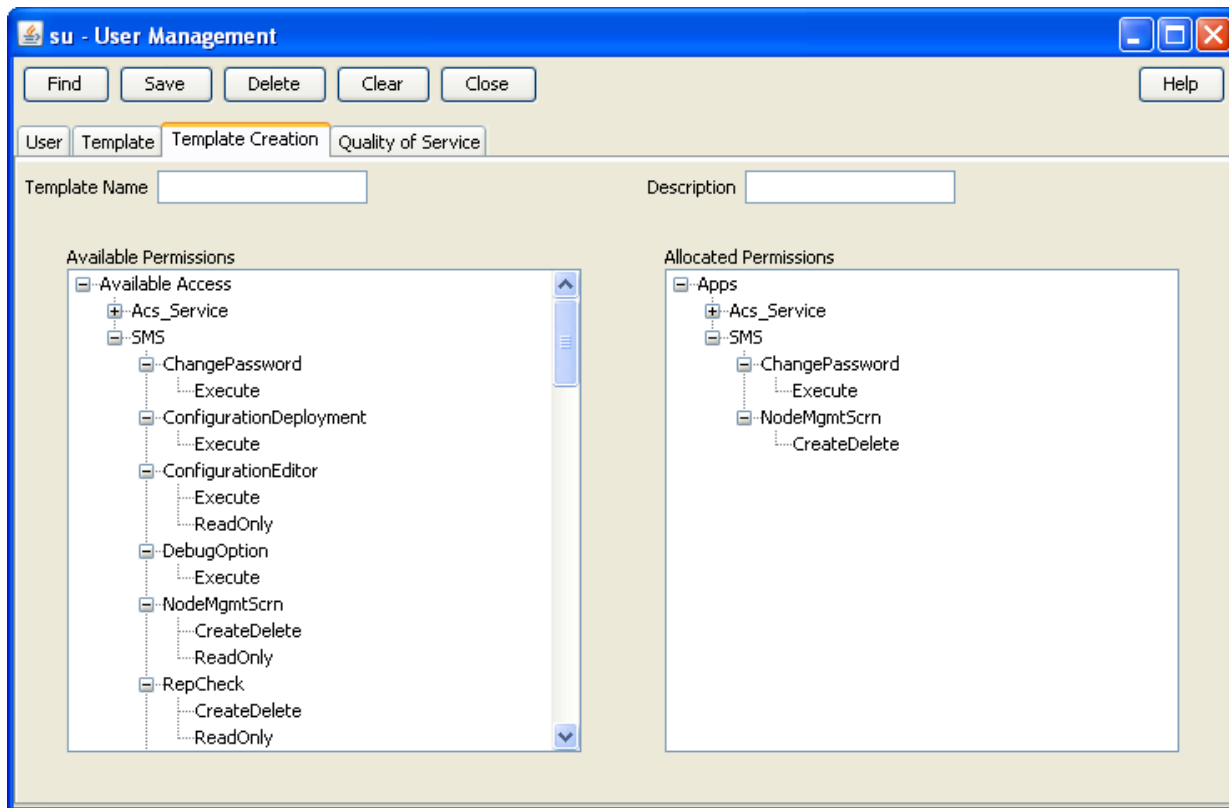 su - User Management
Find Save Delete Clear Close Help
User Template Template Creation Quality of Service
Template Name Description
Available Permissions
Available Access
Acs_Service
SMS
ChangePassword
Execute
ConfigurationDeployment
Execute
ConfigurationEditor
Execute
ReadOnly
DebugOption
Execute
NodeMgmtScrn
CreateDelete
ReadOnly
RepCheck
CreateDelete
ReadOnly
Allocated Permissions
Apps
Acs_Service
SMS
ChangePassword
Execute
NodeMgmtScrn
CreateDelete